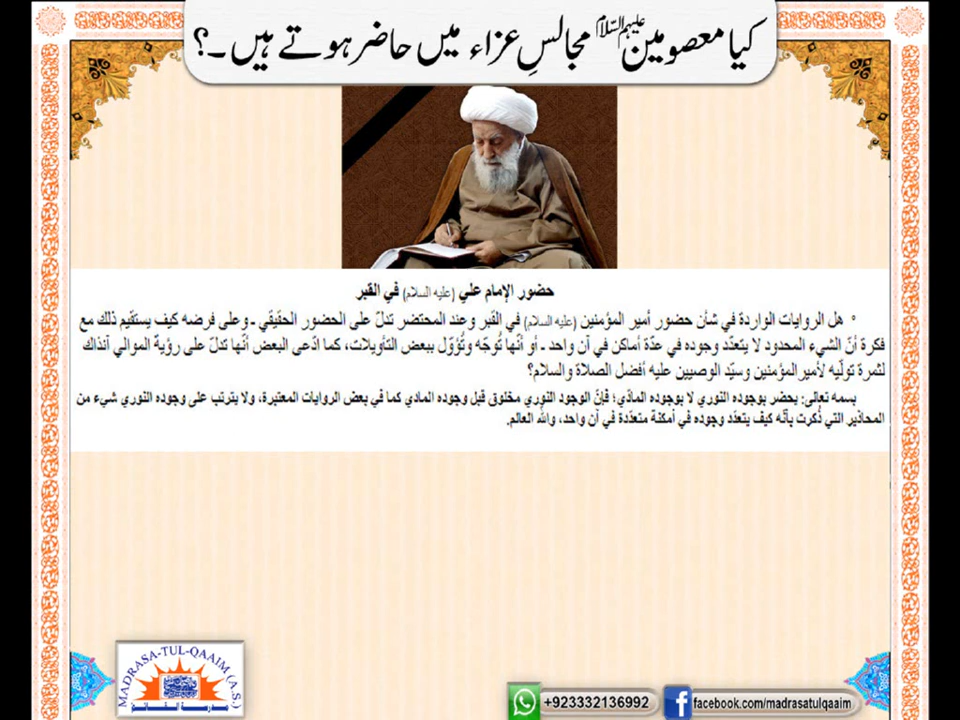 کیا معصومین علیہم السلام مجالسِ عزاء میں حاضر ہوتے ہیں ۔؟
حضور الإمام علي (عليه السلام) في القبر
° هل الروايات الواردة في شأن حضور أمير المؤمنين (عليه السلام) في القبر وعند المحتضر تدلّ على الحضور الحقيقي ـ وعلى فرضه كيف يستقيم ذلك مع
فكرة أنّ الشيء المحدود لا يتعدّد وجوده في عدّة أماكن في آن واحد ـ أو أنّها تُوجّه وتُؤوّل ببعض التأويلات، كما ادّعى البعض أنّها تدلّ على رؤية الموالي آنذاك
لثمرة تولّيه لأمير المؤمنين وسيّد الوصيين عليه أفضل الصلاة والسلام؟
بسمه تعالى: يحضر بوجوده النوري لا بوجوده المادّي؛ فإنّ الوجود النوري مخلوق قبل وجوده المادي كما في بعض الروايات المعتبرة، ولا يترتب على وجوده النوري شيء من
المحاذير التي ذُكرت بأنّه كيف يتعدّد وجوده في أمكنة متعدّدة في آن واحد، والله العالم.
MADRASA-TUL-QAAIM (A.S)
مدرسة القائم
+923332136992
facebook.com/madrasatulqaaim